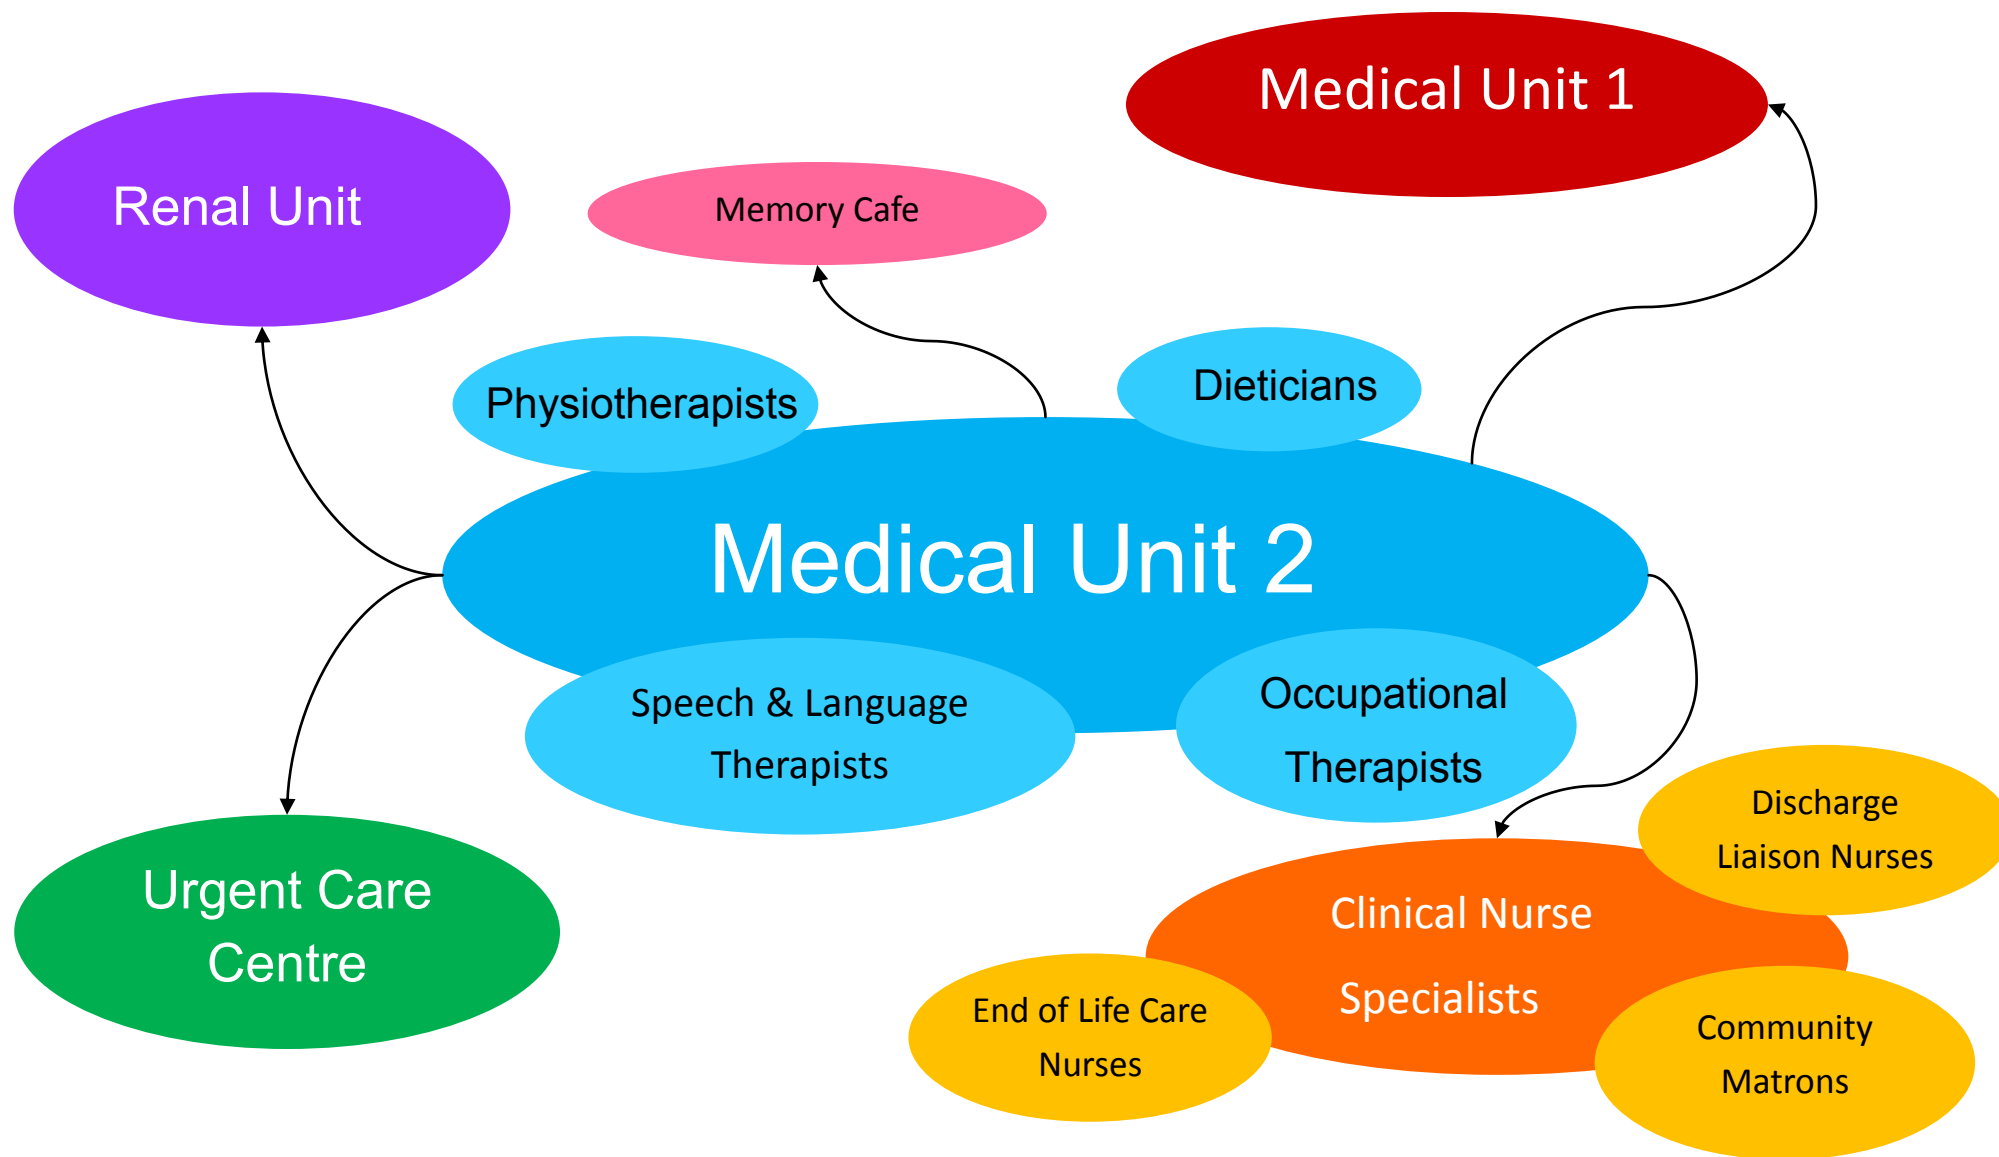 Medical Unit 1
Renal Unit
Memory Cafe
Physiotherapists
Dieticians
Medical Unit 2
Speech & Language
Therapists
Occupational
Therapists
Discharge
Liaison Nurses
Urgent Care
Centre
Clinical Nurse
Specialists
End of Life Care
Nurses
Community
Matrons